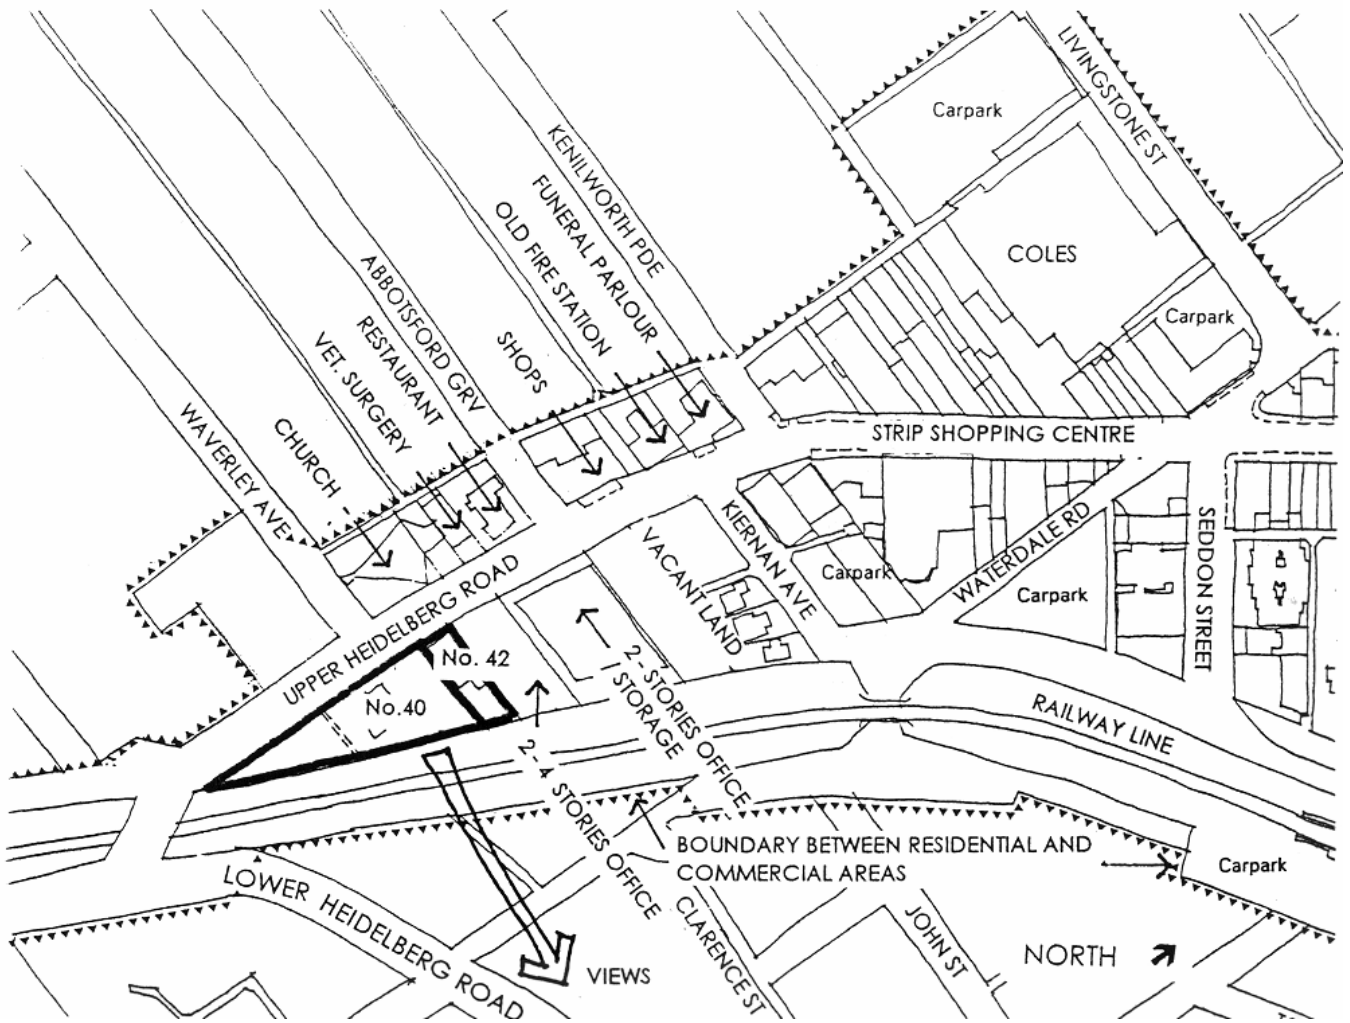 LIVINGSTONE ST
Carpark
KENILWORTH PDE
FUNERAL PARLOUR
OLD FIRE STATION
COLES
ABBOTSFORD GRV
RESTAURANT
VET. SURGERY
SHOPS
Carpark
WAVERLEY AVE
CHURCH
STRIP SHOPPING CENTRE
KIERNAN AVE
WATERDALE RD
SEDDON STREET
VACANT LAND
Carpark
Carpark
UPPER HEIDELBERG ROAD
No. 42
No.40
2- STORIES OFFICE
1 STORAGE
RAILWAY LINE
2-4 STORIES OFFICE
BOUNDARY BETWEEN RESIDENTIAL AND
COMMERCIAL AREAS
Carpark
LOWER HEIDELBERG ROAD
CLARENCE ST
JOHN ST
NORTH
VIEWS